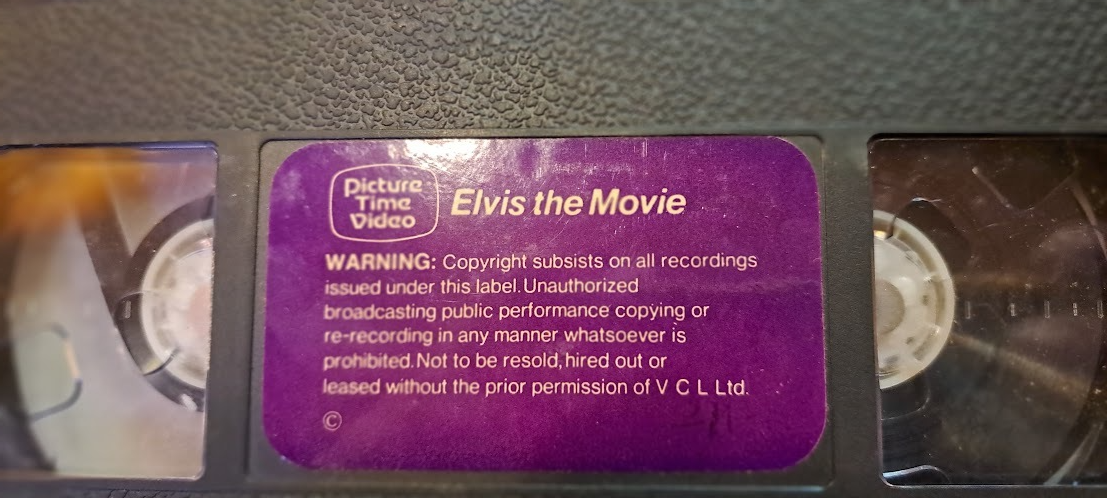 Picture
Time
Video
Elvis the Movie
WARNING: Copyright subsists on all recordings
issued under this label. Unauthorized
broadcasting public performance copying or
re-recording in any manner whatsoever is
prohibited. Not to be resold, hired out or
leased without the prior permission of V C L Ltd.
©